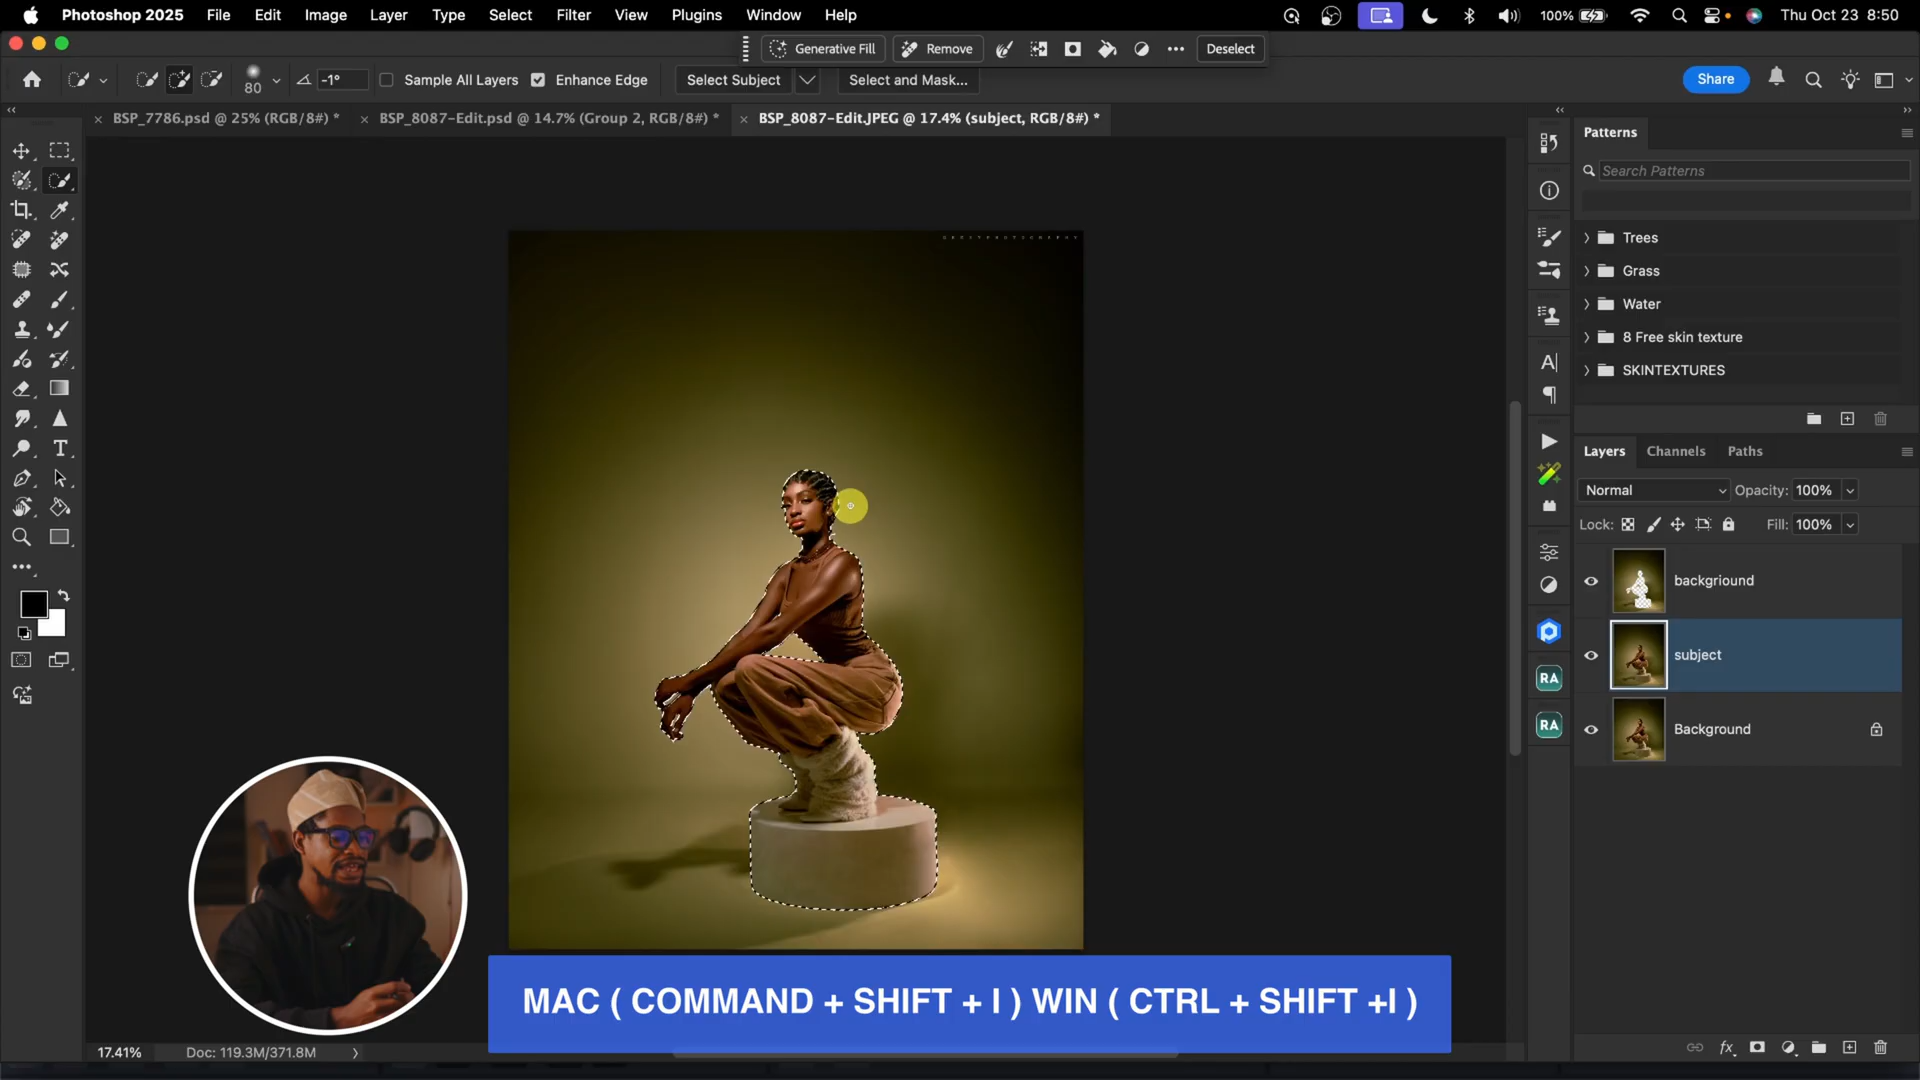 Photoshop 2025 File Edit Image Layer Type Select Filter View Plugins Window Help 100% Thu Oct 23 8:50
Generative Fill Remove Deselect
80 -1° Sample All Layers Enhance Edge Select Subject Select and Mask... Share
BSP_7786.psd @ 25% (RGB/8#) * BSP_8087-Edit.psd @ 14.7% (Group 2, RGB/8#) * BSP_8087-Edit.JPEG @ 17.4% (subject, RGB/8#) *
Patterns
Search Patterns
Trees
Grass
Water
8 Free skin texture
SKINTEXTURES
Layers Channels Paths
Normal Opacity: 100%
Lock: Fill: 100%
backgriound
subject
Background
RA
RA
MAC ( COMMAND + SHIFT + I ) WIN ( CTRL + SHIFT +I )
17.41% Doc: 119.3M/371.8M